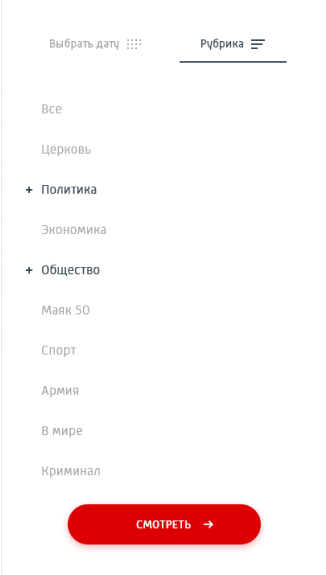 Выбрать дату
Рубрика
Все
Церковь
+ Политика
Экономика
+ Общество
Маяк 50
Спорт
Армия
В мире
Криминал
СМОТРЕТЬ →